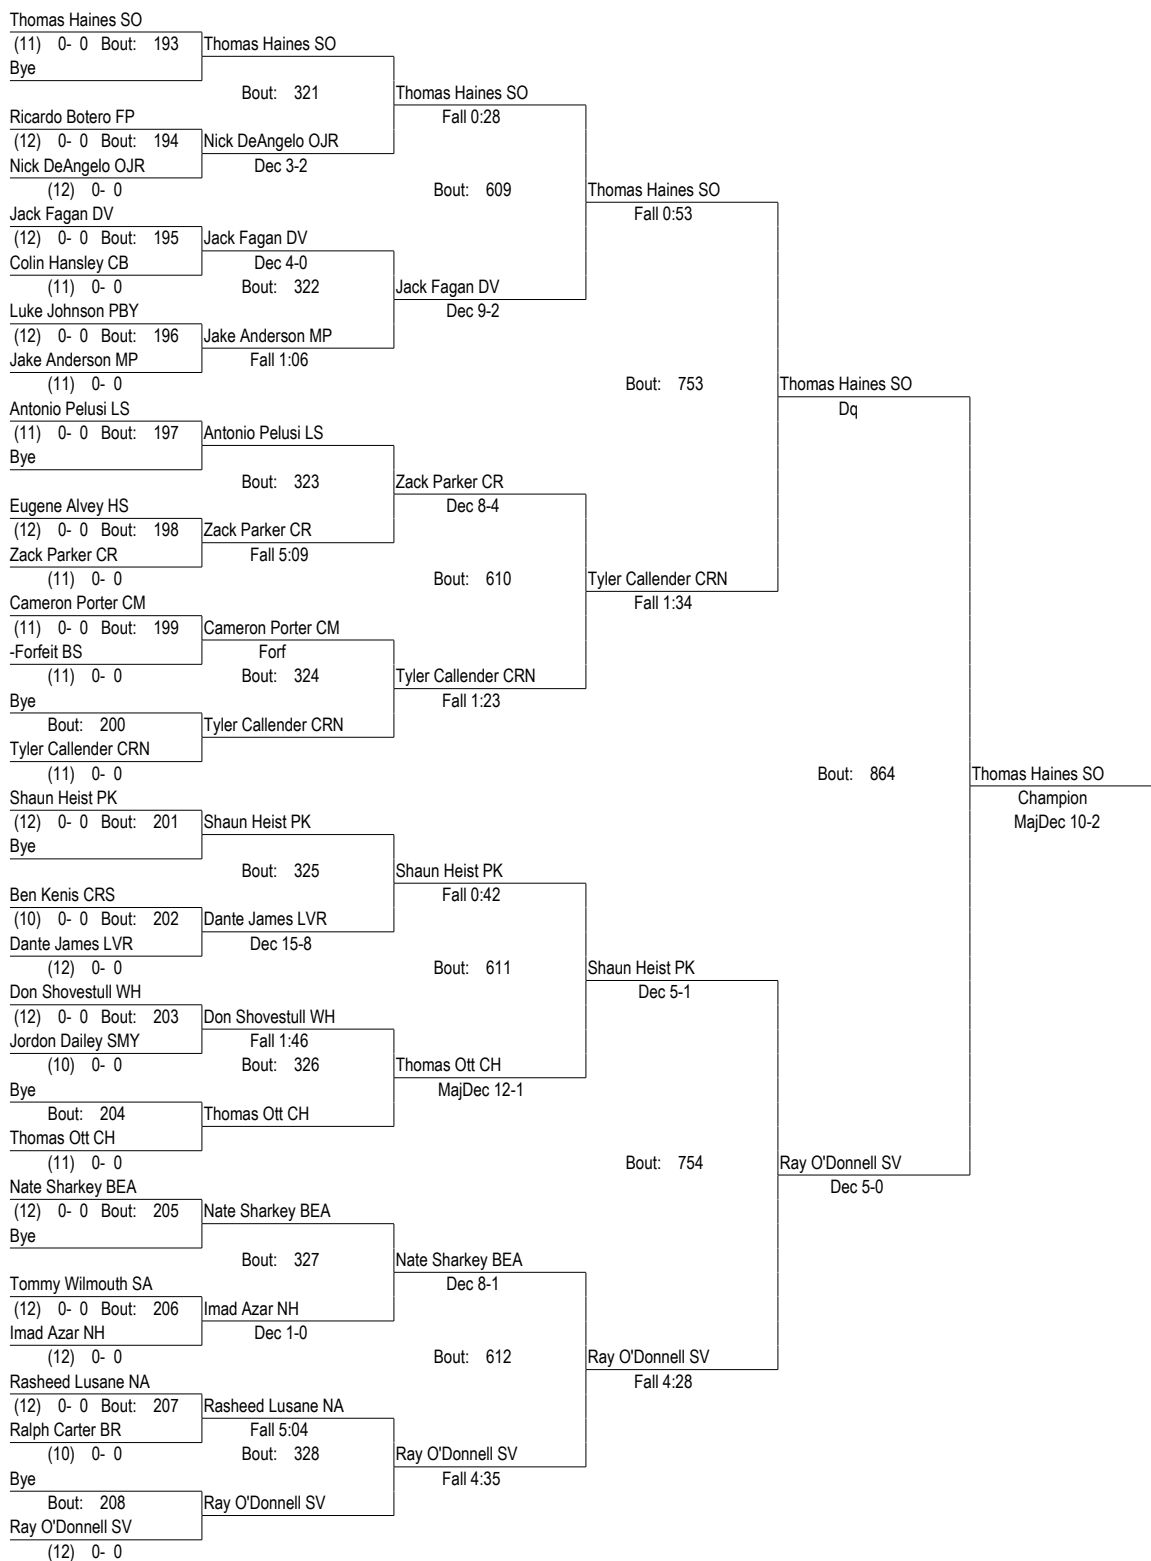 Thomas Haines SO
(11) 0- 0 Bout: 193 Thomas Haines SO
Bye
Bout: 321 Thomas Haines SO
Ricardo Botero FP Fall 0:28
(12) 0- 0 Bout: 194 Nick DeAngelo OJR
Nick DeAngelo OJR Dec 3-2
(12) 0- 0 Bout: 609 Thomas Haines SO
Jack Fagan DV Fall 0:53
(12) 0- 0 Bout: 195 Jack Fagan DV
Colin Hansley CB Dec 4-0
(11) 0- 0 Bout: 322 Jack Fagan DV
Luke Johnson PBY Dec 9-2
(12) 0- 0 Bout: 196 Jake Anderson MP
Jake Anderson MP Fall 1:06
(11) 0- 0 Bout: 753 Thomas Haines SO
Antonio Pelusi LS Dq
(11) 0- 0 Bout: 197 Antonio Pelusi LS
Bye
Bout: 323 Zack Parker CR
Eugene Alvey HS Dec 8-4
(12) 0- 0 Bout: 198 Zack Parker CR
Zack Parker CR Fall 5:09
(11) 0- 0 Bout: 610 Tyler Callender CRN
Cameron Porter CM Fall 1:34
(11) 0- 0 Bout: 199 Cameron Porter CM
-Forfeit BS Forf
(11) 0- 0 Bout: 324 Tyler Callender CRN
Bye Fall 1:23
Bout: 200 Tyler Callender CRN
Tyler Callender CRN
(11) 0- 0 Bout: 864 Thomas Haines SO
Shaun Heist PK Champion
(12) 0- 0 Bout: 201 Shaun Heist PK MajDec 10-2
Bye
Bout: 325 Shaun Heist PK
Ben Kenis CRS Fall 0:42
(10) 0- 0 Bout: 202 Dante James LVR
Dante James LVR Dec 15-8
(12) 0- 0 Bout: 611 Shaun Heist PK
Don Shovestull WH Dec 5-1
(12) 0- 0 Bout: 203 Don Shovestull WH
Jordon Dailey SMY Fall 1:46
(10) 0- 0 Bout: 326 Thomas Ott CH
Bye MajDec 12-1
Bout: 204 Thomas Ott CH
Thomas Ott CH
(11) 0- 0 Bout: 754 Ray O'Donnell SV
Nate Sharkey BEA Dec 5-0
(12) 0- 0 Bout: 205 Nate Sharkey BEA
Bye
Bout: 327 Nate Sharkey BEA
Tommy Wilmouth SA Dec 8-1
(12) 0- 0 Bout: 206 Imad Azar NH
Imad Azar NH Dec 1-0
(12) 0- 0 Bout: 612 Ray O'Donnell SV
Rasheed Lusane NA Fall 4:28
(12) 0- 0 Bout: 207 Rasheed Lusane NA
Ralph Carter BR Fall 5:04
(10) 0- 0 Bout: 328 Ray O'Donnell SV
Bye Fall 4:35
Bout: 208 Ray O'Donnell SV
Ray O'Donnell SV
(12) 0- 0